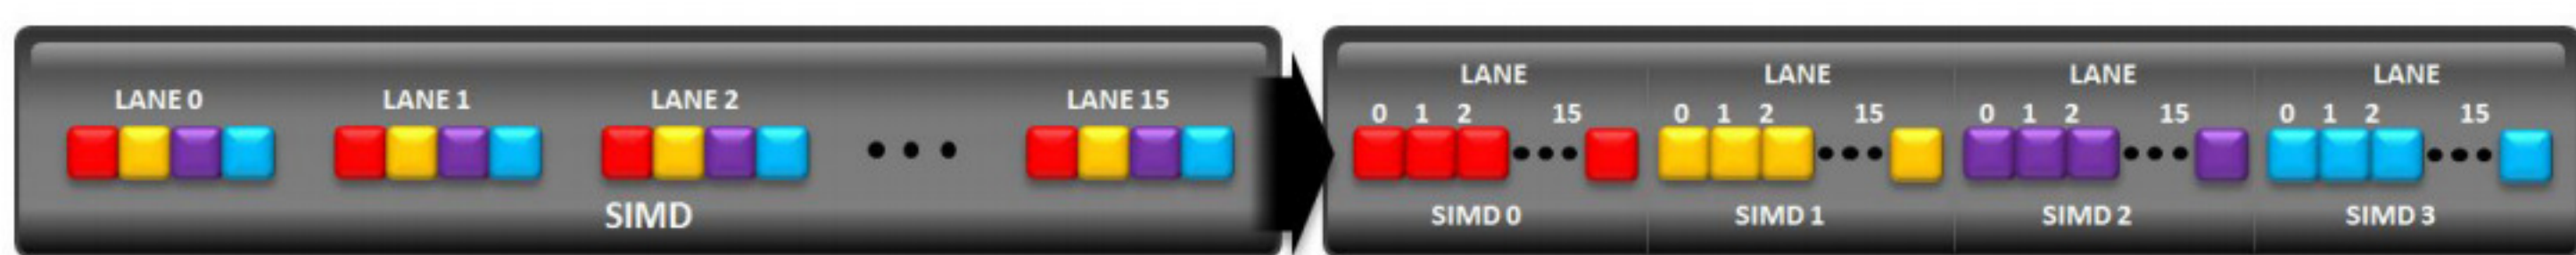 LANE 0 LANE 1 LANE 2 LANE 15
SIMD
LANE LANE LANE LANE
0 1 2 15 0 1 2 15 0 1 2 15 0 1 2 15
SIMD 0 SIMD 1 SIMD 2 SIMD 3